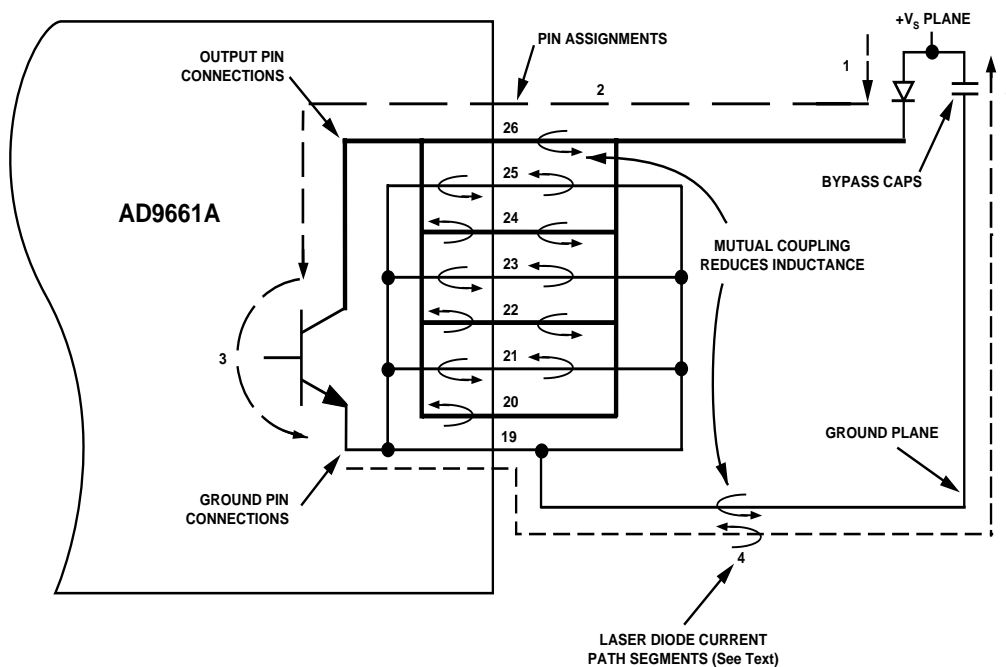 +VS PLANE
PIN ASSIGNMENTS
OUTPUT PIN
CONNECTIONS
1
2
26
25
24
23
22
21
20
19
BYPASS CAPS
AD9661A
MUTUAL COUPLING
REDUCES INDUCTANCE
3
GROUND PLANE
GROUND PIN
CONNECTIONS
4
LASER DIODE CURRENT
PATH SEGMENTS (See Text)